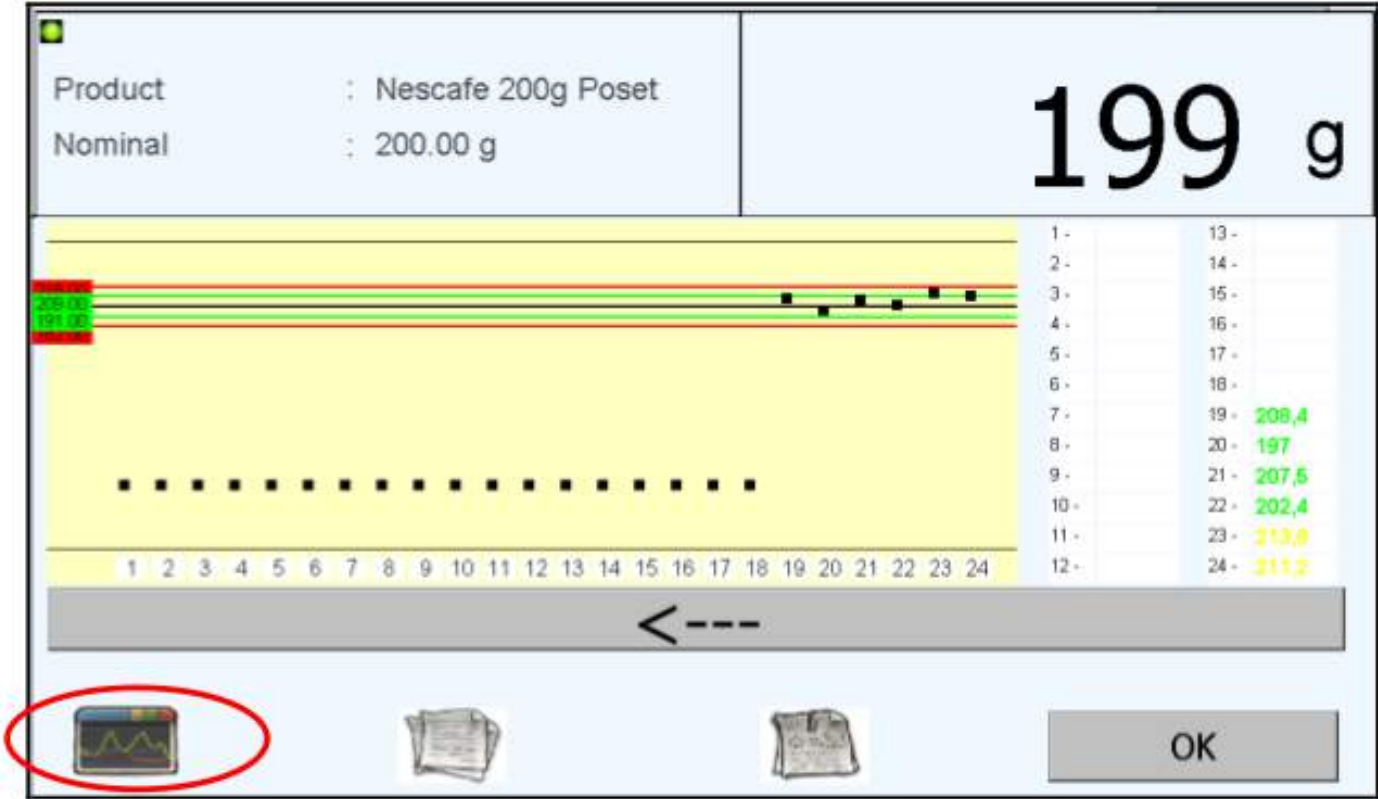 Product : Nescafe 200g Poset
Nominal : 200.00 g
199 g
209.00
191.00
1 2 3 4 5 6 7 8 9 10 11 12 13 14 15 16 17 18 19 20 21 22 23 24
1 -
2 -
3 -
4 -
5 -
6 -
7 -
8 -
9 -
10 -
11 -
12 -
13 -
14 -
15 -
16 -
17 -
18 -
19 - 208,4
20 - 197
21 - 207,5
22 - 202,4
23 -
24 - 211,2
<---
OK